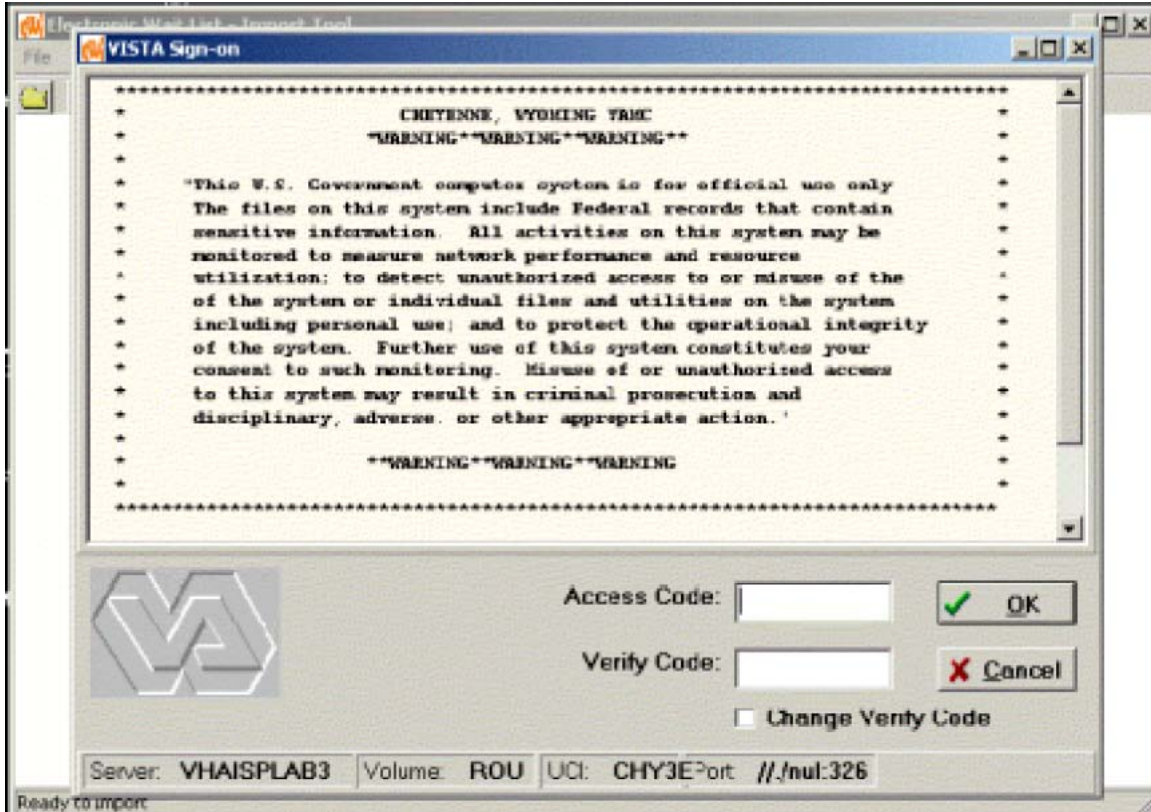 Electronic Wait List - Import Tool
File
VISTA Sign-on
********************************************************************************
* CHEYENNE, WYOMING VAMC *
* *WARNING**WARNING**WARNING** *
* *
* "This U.S. Government computer system is for official use only *
* The files on this system include Federal records that contain *
* sensitive information. All activities on this system may be *
* monitored to measure network performance and resource *
* utilization; to detect unauthorized access to or misuse of the *
* of the system or individual files and utilities on the system *
* including personal use; and to protect the operational integrity *
* of the system. Further use of this system constitutes your *
* consent to such monitoring. Misuse of or unauthorized access *
* to this system may result in criminal prosecution and *
* disciplinary, adverse, or other appropriate action.' *
* *
* **WARNING**WARNING**WARNING *
* *
*******************************************************************************
Access Code:
OK
Verify Code:
Cancel
Change Verify Code
Server: VHAISPLAB3 Volume: ROU UCI: CHY3E Port: //./nul:326
Ready to import